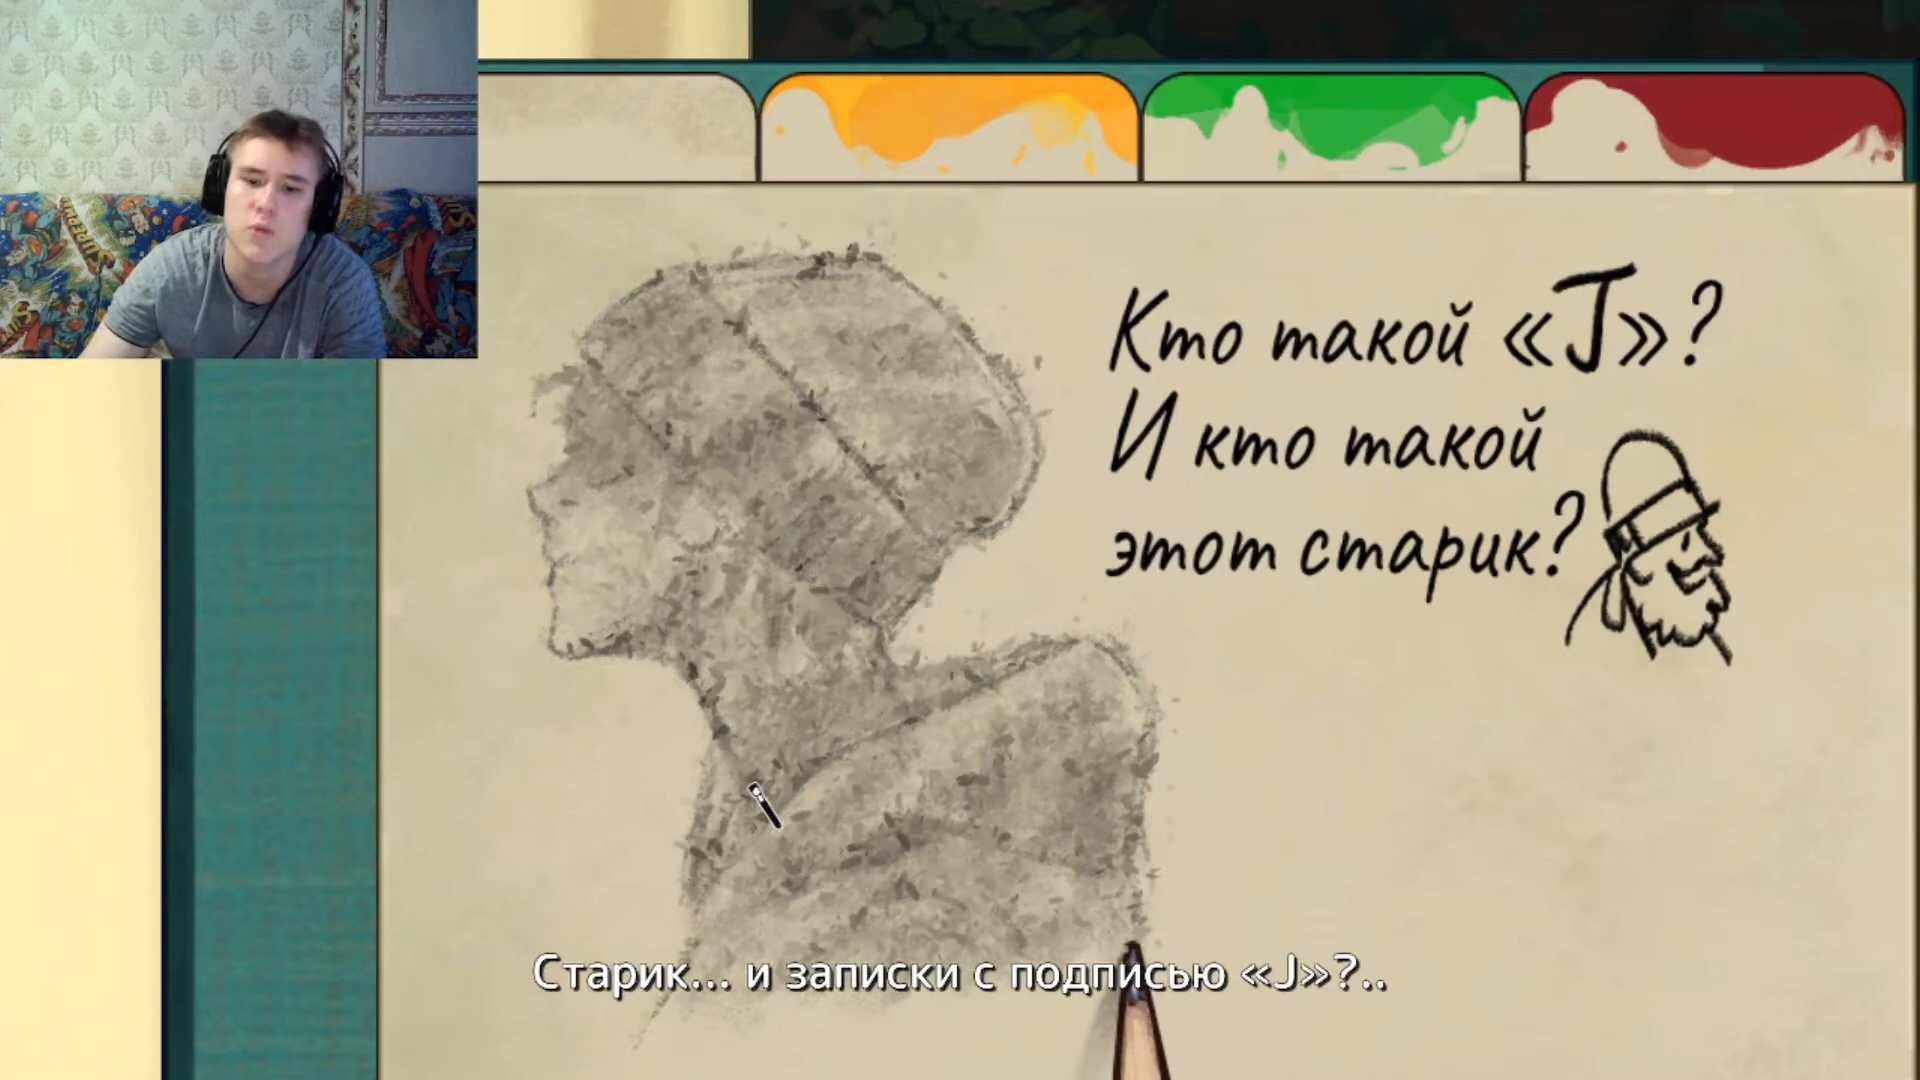 Кто такой «J»?
И кто такой
этот старик?
Старик... и записки с подписью «J»?..